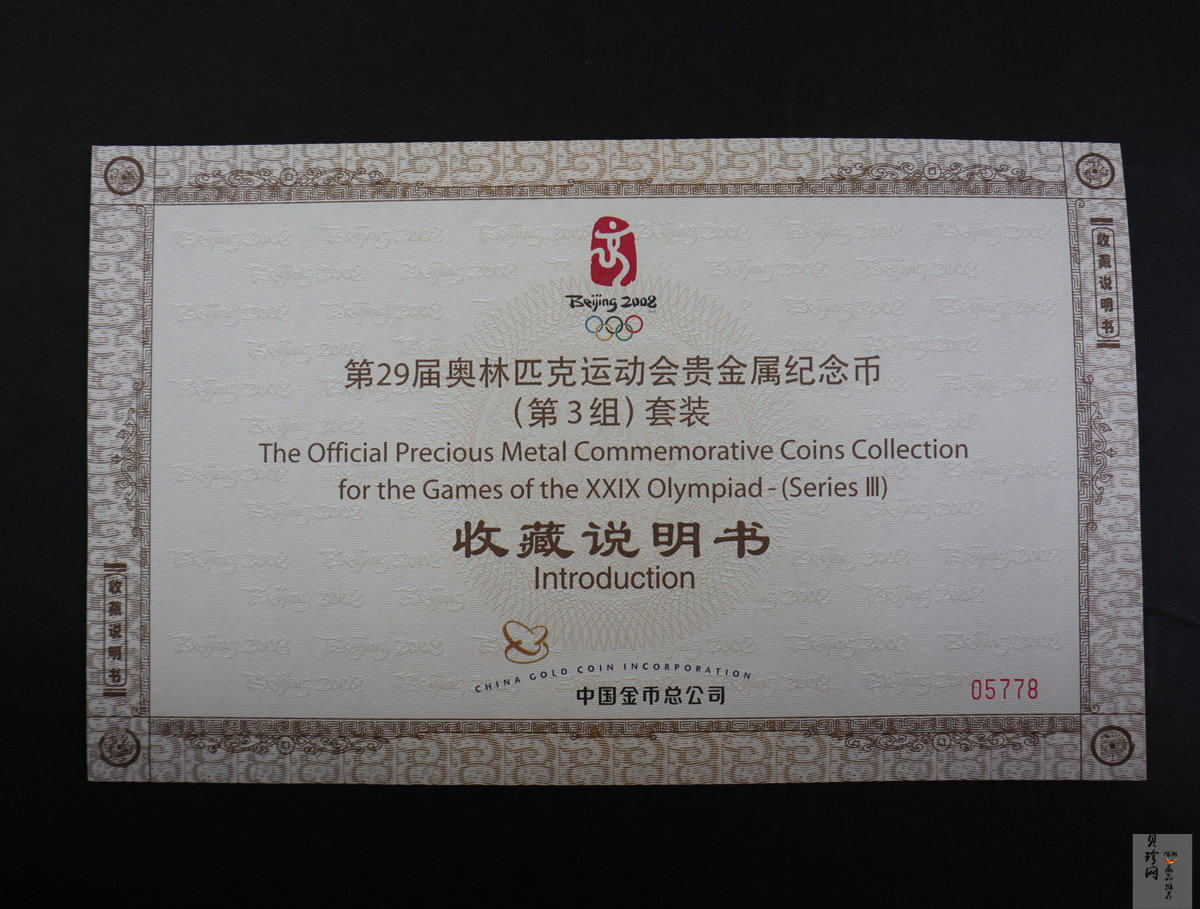 Beijing 2008
第29届奥林匹克运动会贵金属纪念币
（第3组）套装
The Official Precious Metal Commemorative Coins Collection
for the Games of the XXIX Olympiad - (Series Ⅲ)
收藏说明书
Introduction
CHINA GOLD COIN INCORPORATION
中国金币总公司
05778
收藏说明书
收藏说明书
贝珍网